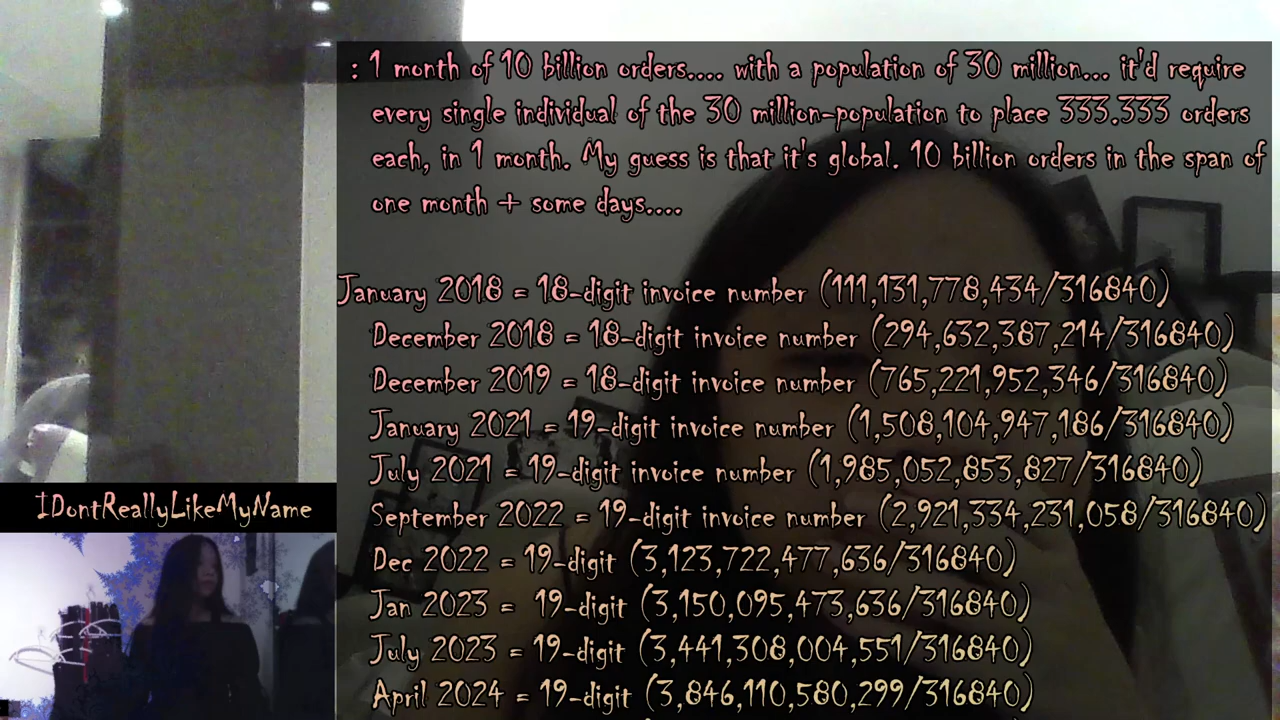 : 1 month of 10 billion orders.... with a population of 30 million... it'd require
every single individual of the 30 million-population to place 333.333 orders
each, in 1 month. My guess is that it's global. 10 billion orders in the span of
one month + some days....
January 2018 = 18-digit invoice number (111,131,778,434/316840)
December 2018 = 18-digit invoice number (294,632,387,214/316840)
December 2019 = 18-digit invoice number (765,221,952,346/316840)
January 2021 = 19-digit invoice number (1,508,104,947,186/316840)
July 2021 = 19-digit invoice number (1,985,052,853,827/316840)
September 2022 = 19-digit invoice number (2,921,334,231,058/316840)
Dec 2022 = 19-digit (3,123,722,477,636/316840)
Jan 2023 = 19-digit (3,150,095,473,636/316840)
July 2023 = 19-digit (3,441,308,004,551/316840)
April 2024 = 19-digit (3,846,110,580,299/316840)
IDontReallyLikeMyName